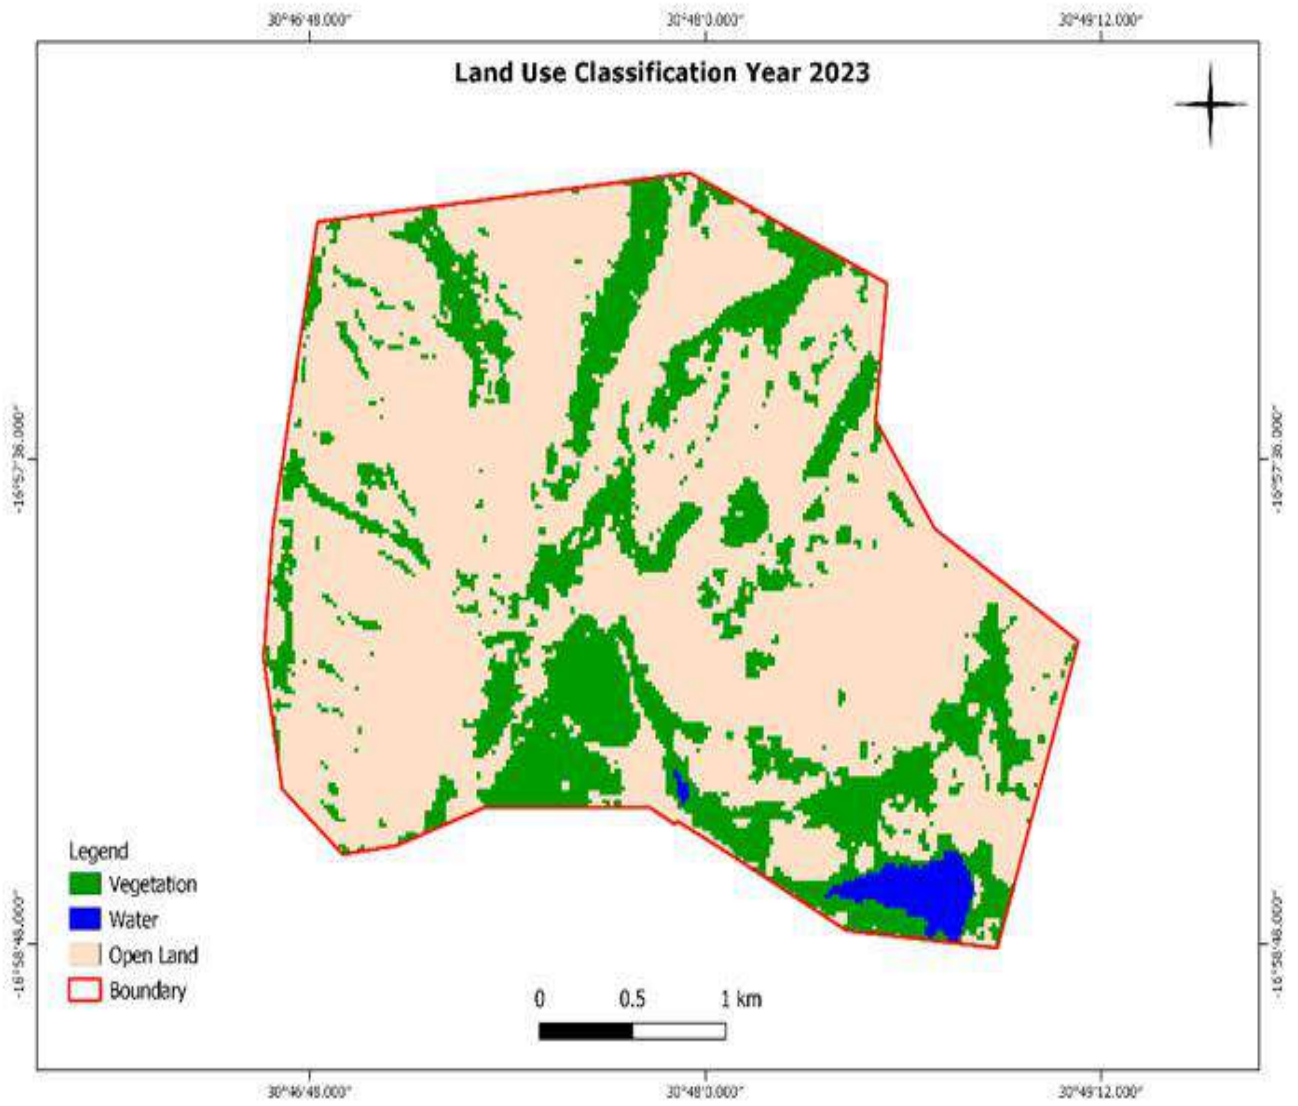 30°46'48.000" 30°48'0.000" 30°49'12.000"
Land Use Classification Year 2023
-16°57'36.000" -16°57'36.000"
-16°58'48.000" -16°58'48.000"
Legend
Vegetation
Water
Open Land
Boundary
0 0.5 1 km
30°46'48.000" 30°48'0.000" 30°49'12.000"